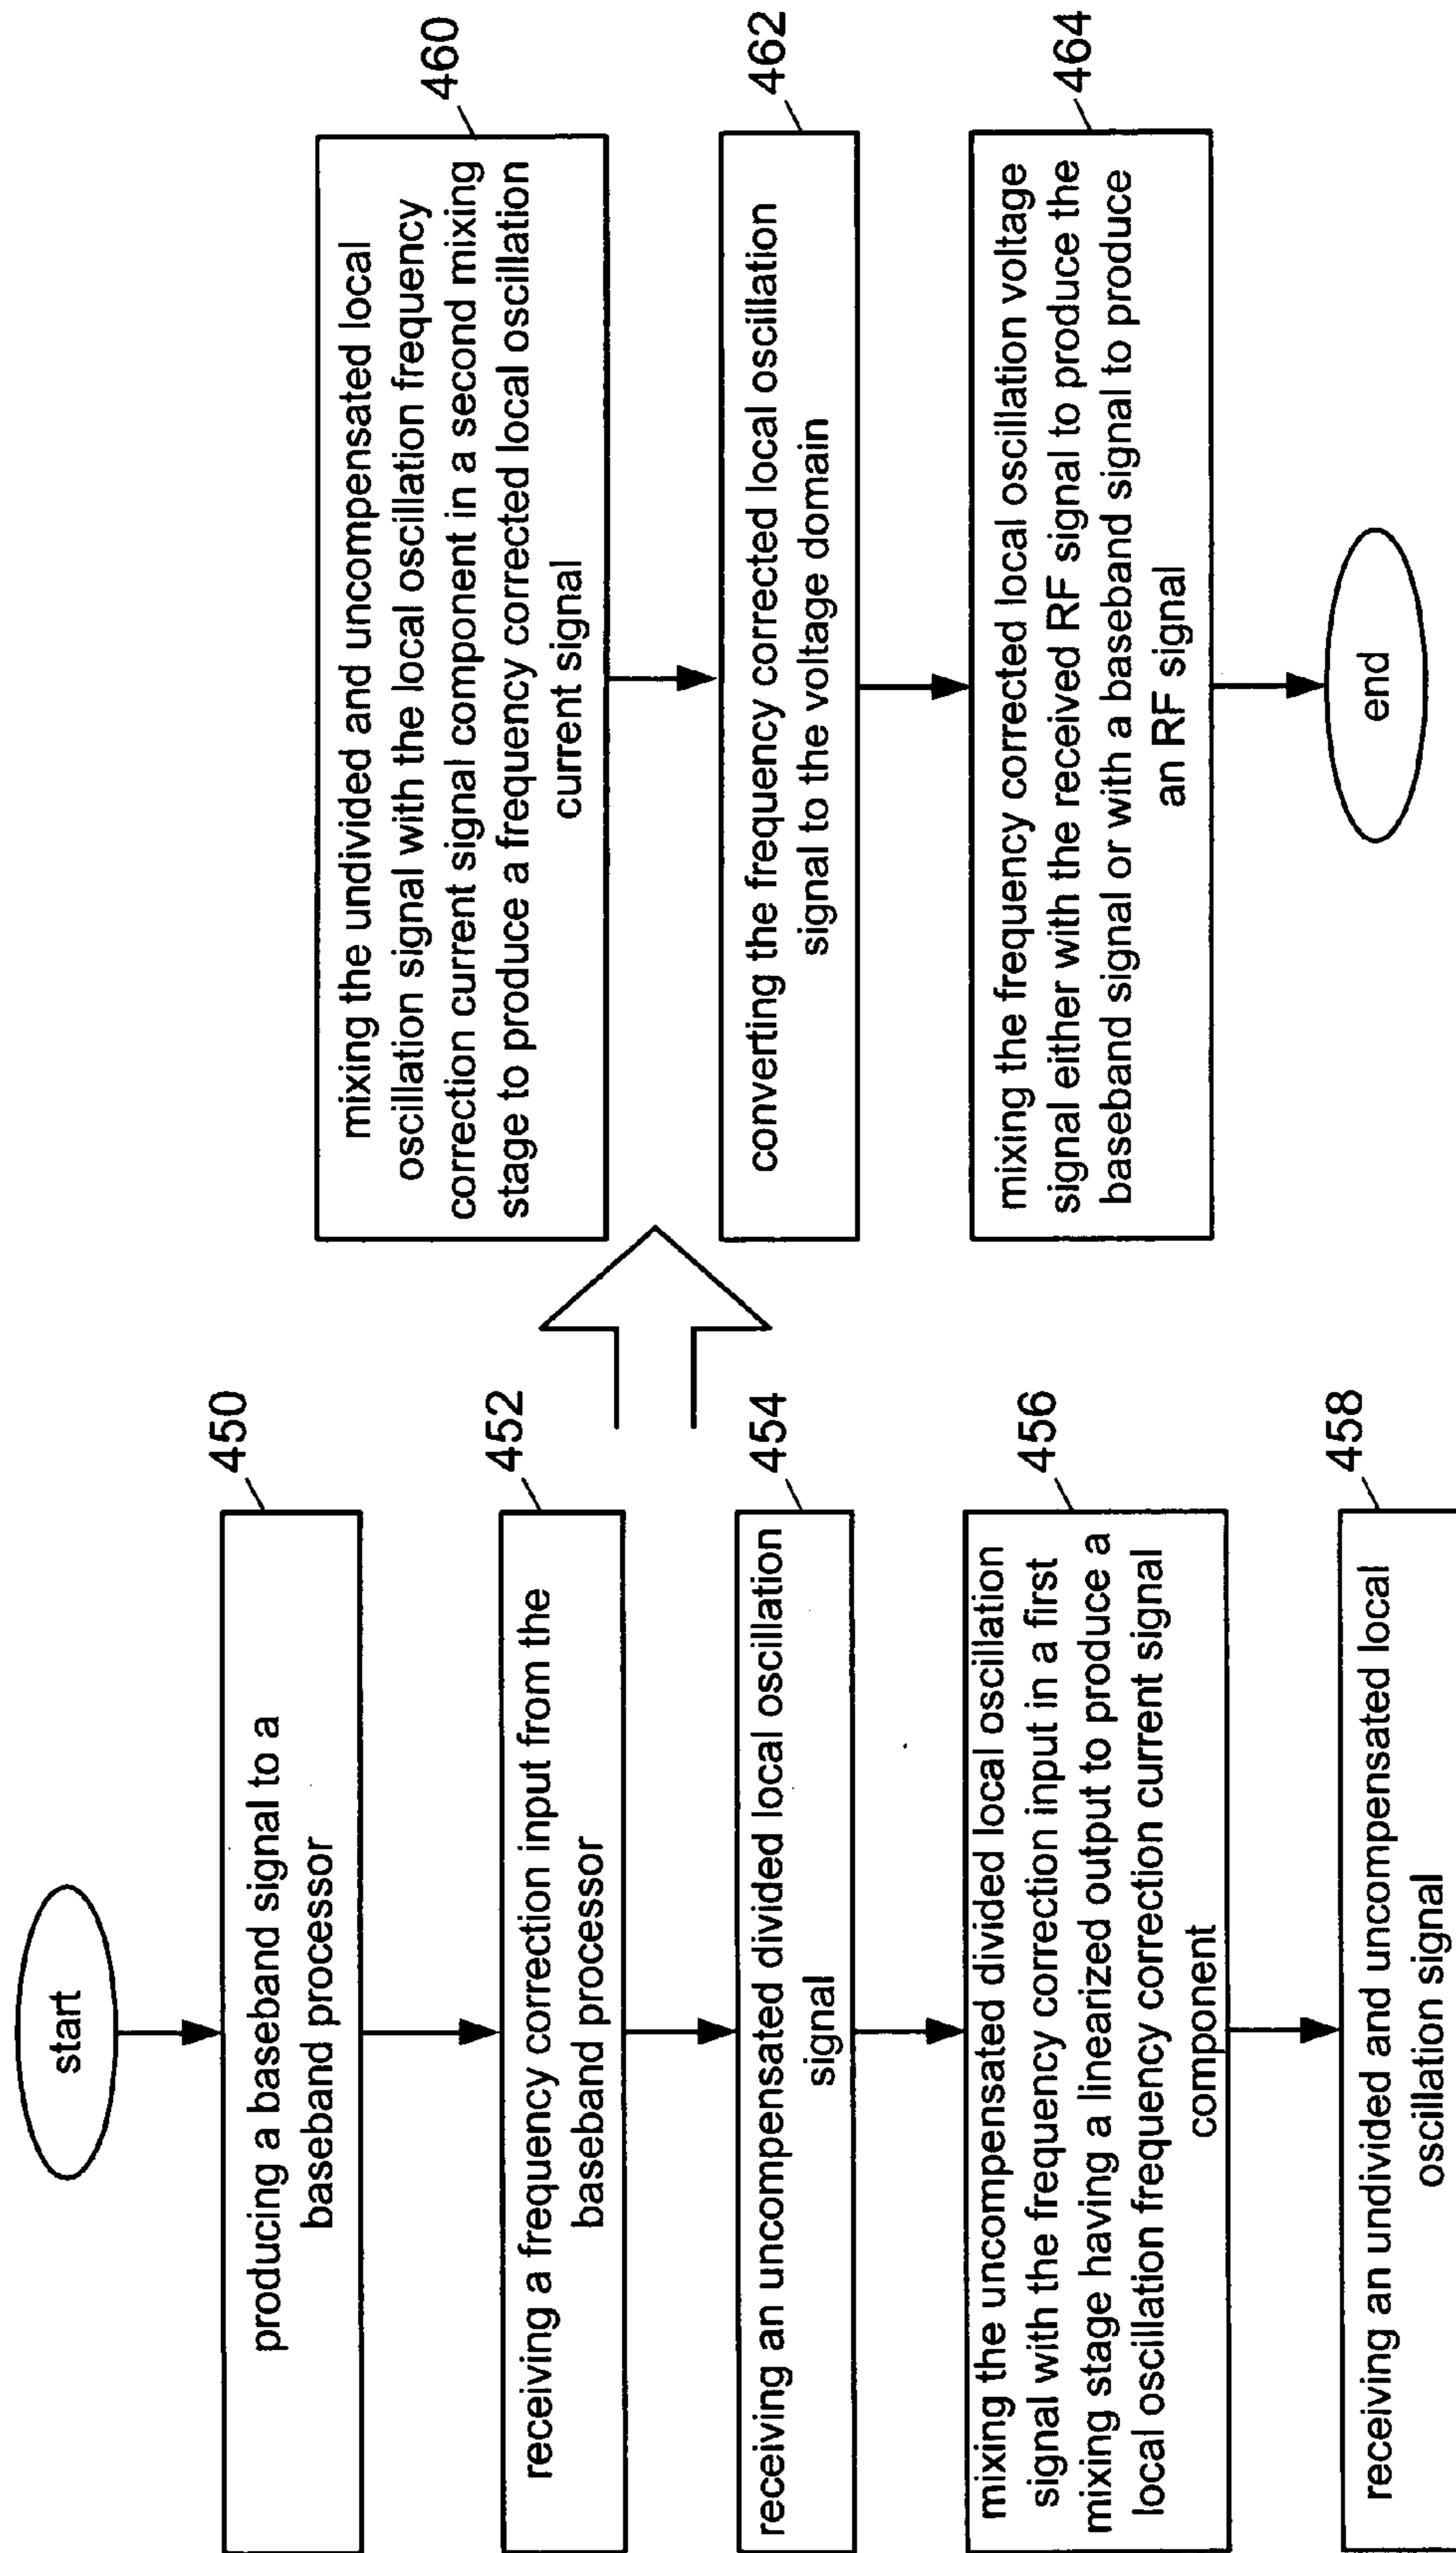 start
450
producing a baseband signal to a
baseband processor
452
receiving a frequency correction input from the
baseband processor
454
receiving an uncompensated divided local oscillation
signal
456
mixing the uncompensated divided local oscillation
signal with the frequency correction input in a first
mixing stage having a linearized output to produce a
local oscillation frequency correction current signal
component
458
receiving an undivided and uncompensated local
oscillation signal
460
mixing the undivided and uncompensated local
oscillation signal with the local oscillation frequency
correction current signal component in a second mixing
stage to produce a frequency corrected local oscillation
current signal
462
converting the frequency corrected local oscillation
signal to the voltage domain
464
mixing the frequency corrected local oscillation voltage
signal either with the received RF signal to produce the
baseband signal or with a baseband signal to produce
an RF signal
end